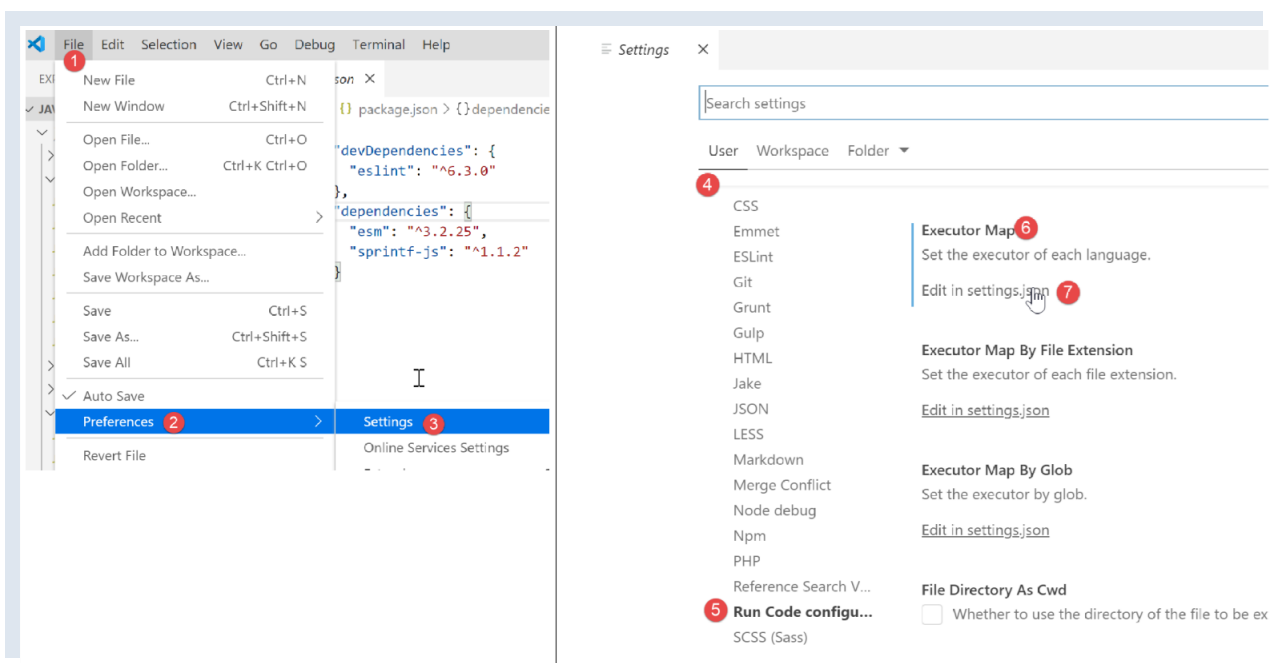 File Edit Selection View Go Debug Terminal Help
1
EX
New File Ctrl+N
son ×
JAV
New Window Ctrl+Shift+N
{} package.json > {} dependencie
Open File... Ctrl+O
Open Folder... Ctrl+K Ctrl+O
Open Workspace...
Open Recent >
Add Folder to Workspace...
Save Workspace As...
Save Ctrl+S
Save As... Ctrl+Shift+S
Save All Ctrl+K S
✓ Auto Save
Preferences 2 >
Revert File
"devDependencies": {
"eslint": "^6.3.0"
},
"dependencies": {
"esm": "^3.2.25",
"sprintf-js": "^1.1.2"
}
Settings 3
Online Services Settings
Settings ×
Search settings
User Workspace Folder
4
CSS
Emmet
ESLint
Git
Grunt
Gulp
HTML
Jake
JSON
LESS
Markdown
Merge Conflict
Node debug
Npm
PHP
Reference Search V...
5 Run Code configu...
SCSS (Sass)
Executor Map 6
Set the executor of each language.
Edit in settings.json 7
Executor Map By File Extension
Set the executor of each file extension.
Edit in settings.json
Executor Map By Glob
Set the executor by glob.
Edit in settings.json
File Directory As Cwd
Whether to use the directory of the file to be ex